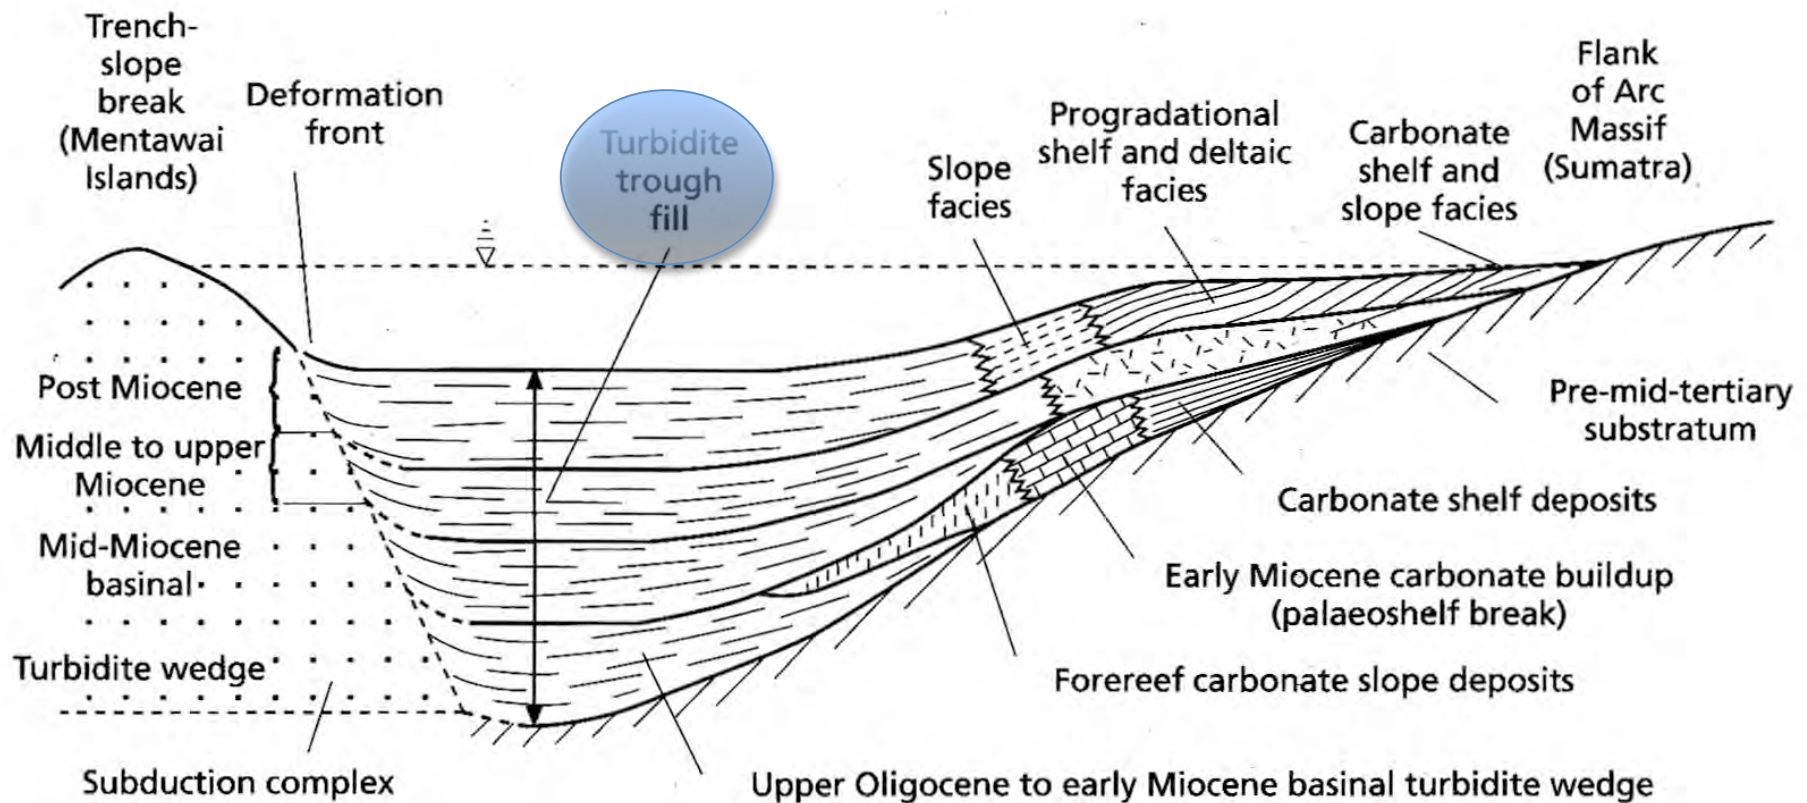 Trench-
slope
break
(Mentawai
Islands)
Deformation
front
Turbidite
trough
fill
Slope
facies
Progradational
shelf and deltaic
facies
Carbonate
shelf and
slope facies
Flank
of Arc
Massif
(Sumatra)
Post Miocene
Middle to upper
Miocene
Mid-Miocene
basinal
Turbidite wedge
Subduction complex
Pre-mid-tertiary
substratum
Carbonate shelf deposits
Early Miocene carbonate buildup
(palaeoshelf break)
Forereef carbonate slope deposits
Upper Oligocene to early Miocene basinal turbidite wedge